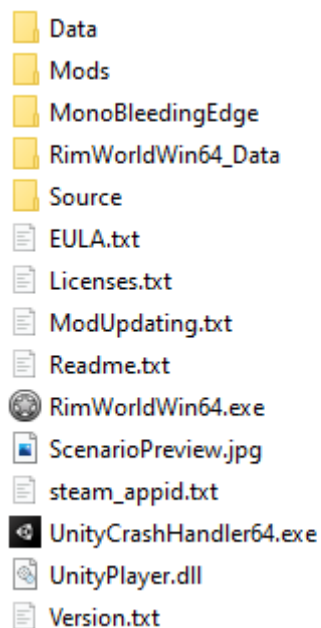 Data
Mods
MonoBleedingEdge
RimWorldWin64_Data
Source
EULA.txt
Licenses.txt
ModUpdating.txt
Readme.txt
RimWorldWin64.exe
ScenarioPreview.jpg
steam_appid.txt
UnityCrashHandler64.exe
UnityPlayer.dll
Version.txt